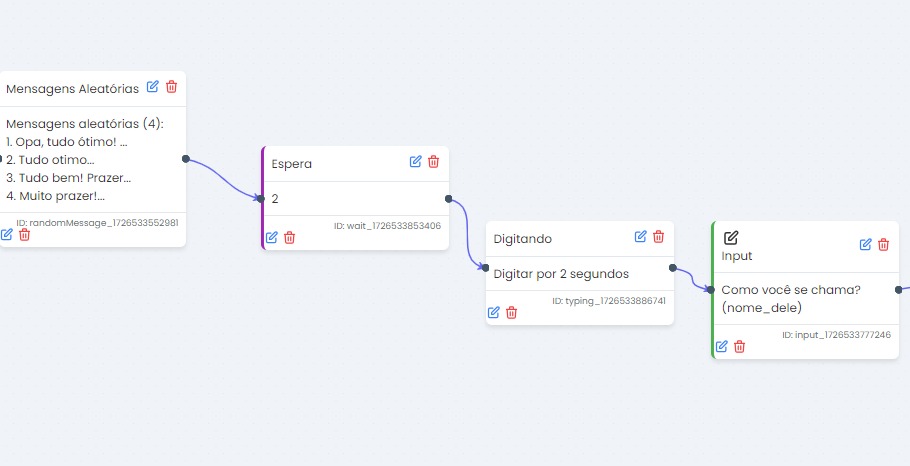 Mensagens Aleatórias
Mensagens aleatórias (4):
1. Opa, tudo ótimo! ...
2. Tudo otimo...
3. Tudo bem! Prazer...
4. Muito prazer!...
ID: randomMessage_1726533552981
Espera
2
ID: wait_1726533853406
Digitando
Digitar por 2 segundos
ID: typing_1726533886741
Input
Como você se chama?
(nome_dele)
ID: input_1726533777246